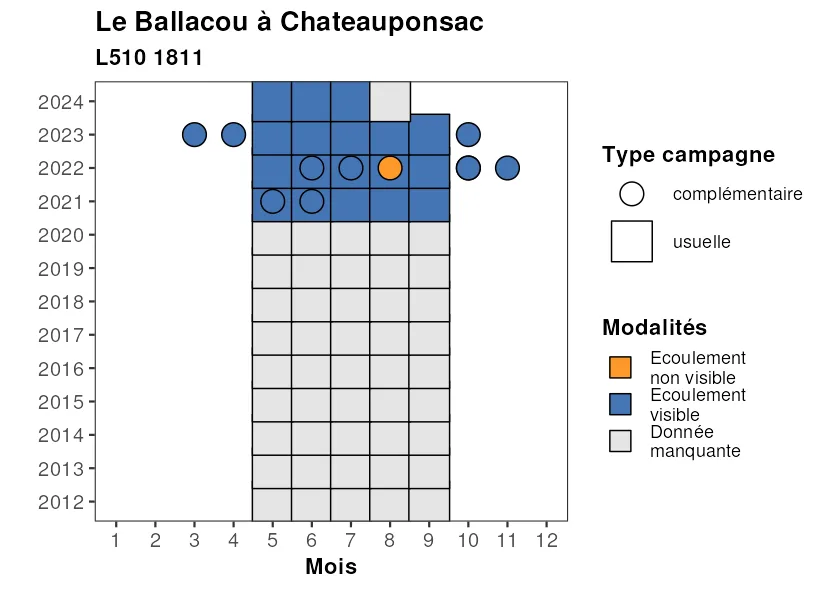 Le Ballacou à Chateauponsac
L510 1811
2024
2023
2022
2021
2020
2019
2018
2017
2016
2015
2014
2013
2012
1 2 3 4 5 6 7 8 9 10 11 12
Mois
Type campagne
complémentaire
usuelle
Modalités
Ecoulement
non visible
Ecoulement
visible
Donnée
manquante